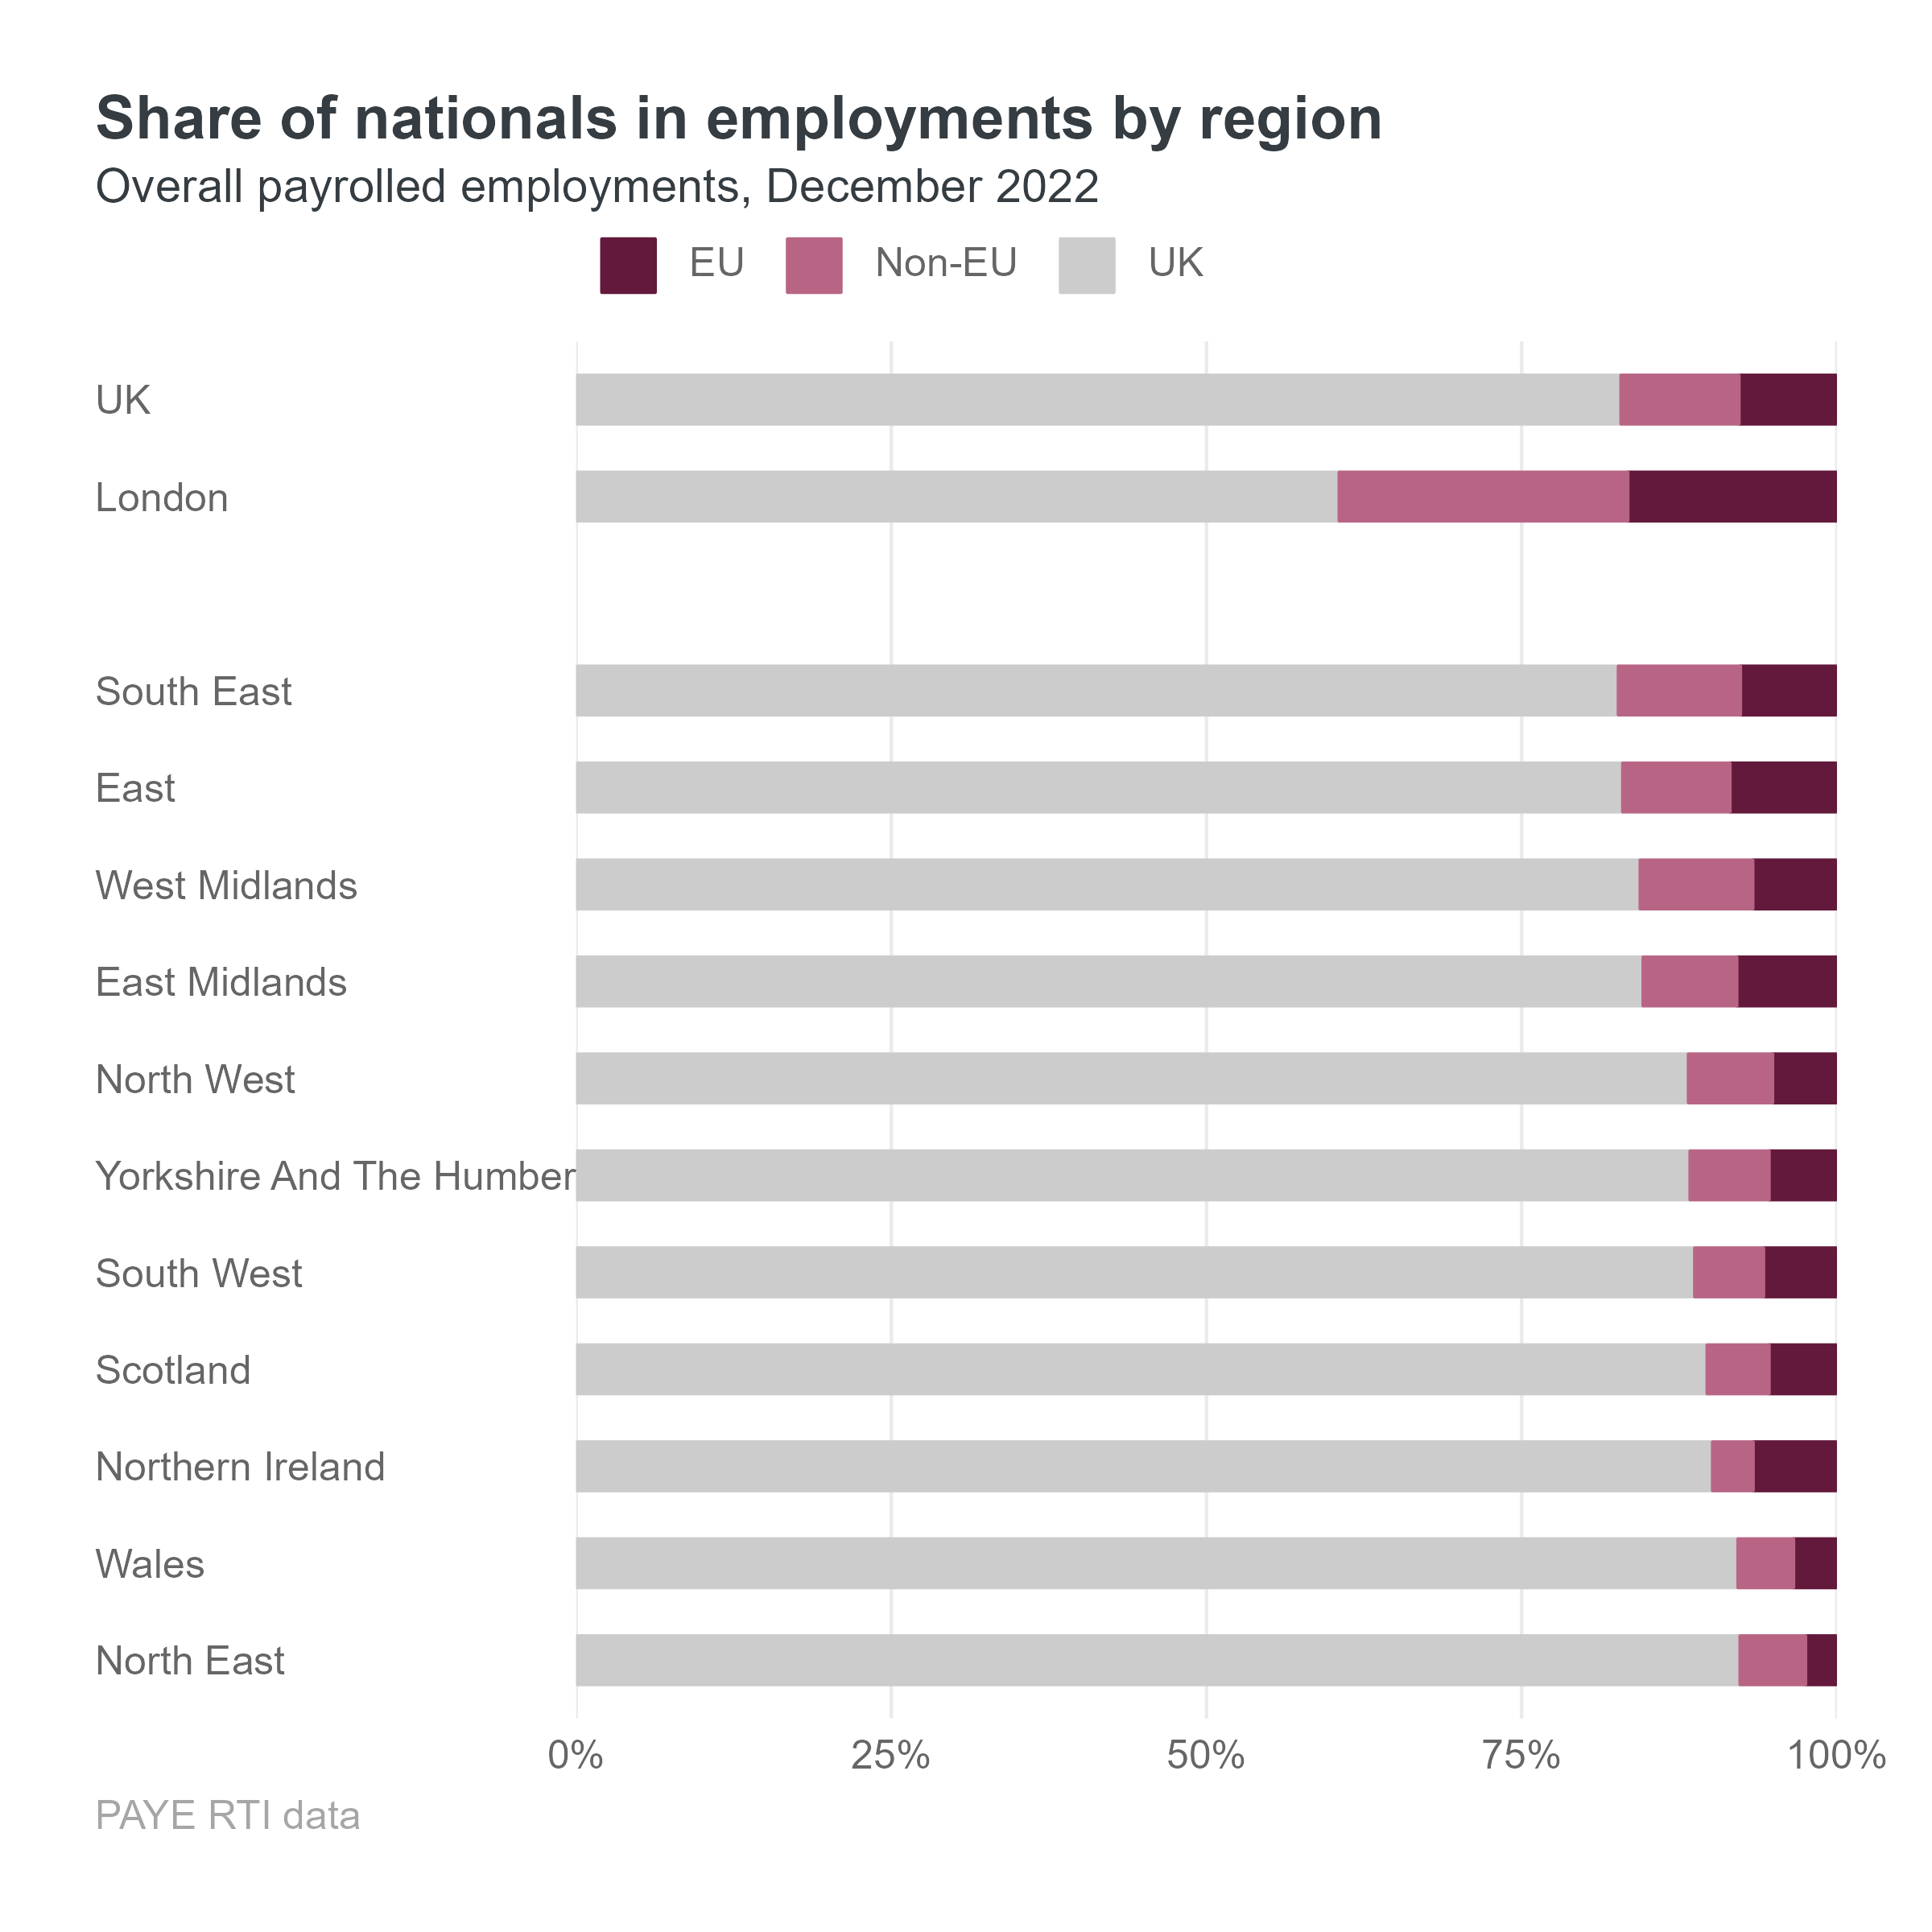 Share of nationals in employments by region
Overall payrolled employments, December 2022
EU Non-EU UK
UK
London
South East
East
West Midlands
East Midlands
North West
Yorkshire And The Humber
South West
Scotland
Northern Ireland
Wales
North East
0% 25% 50% 75% 100%
PAYE RTI data